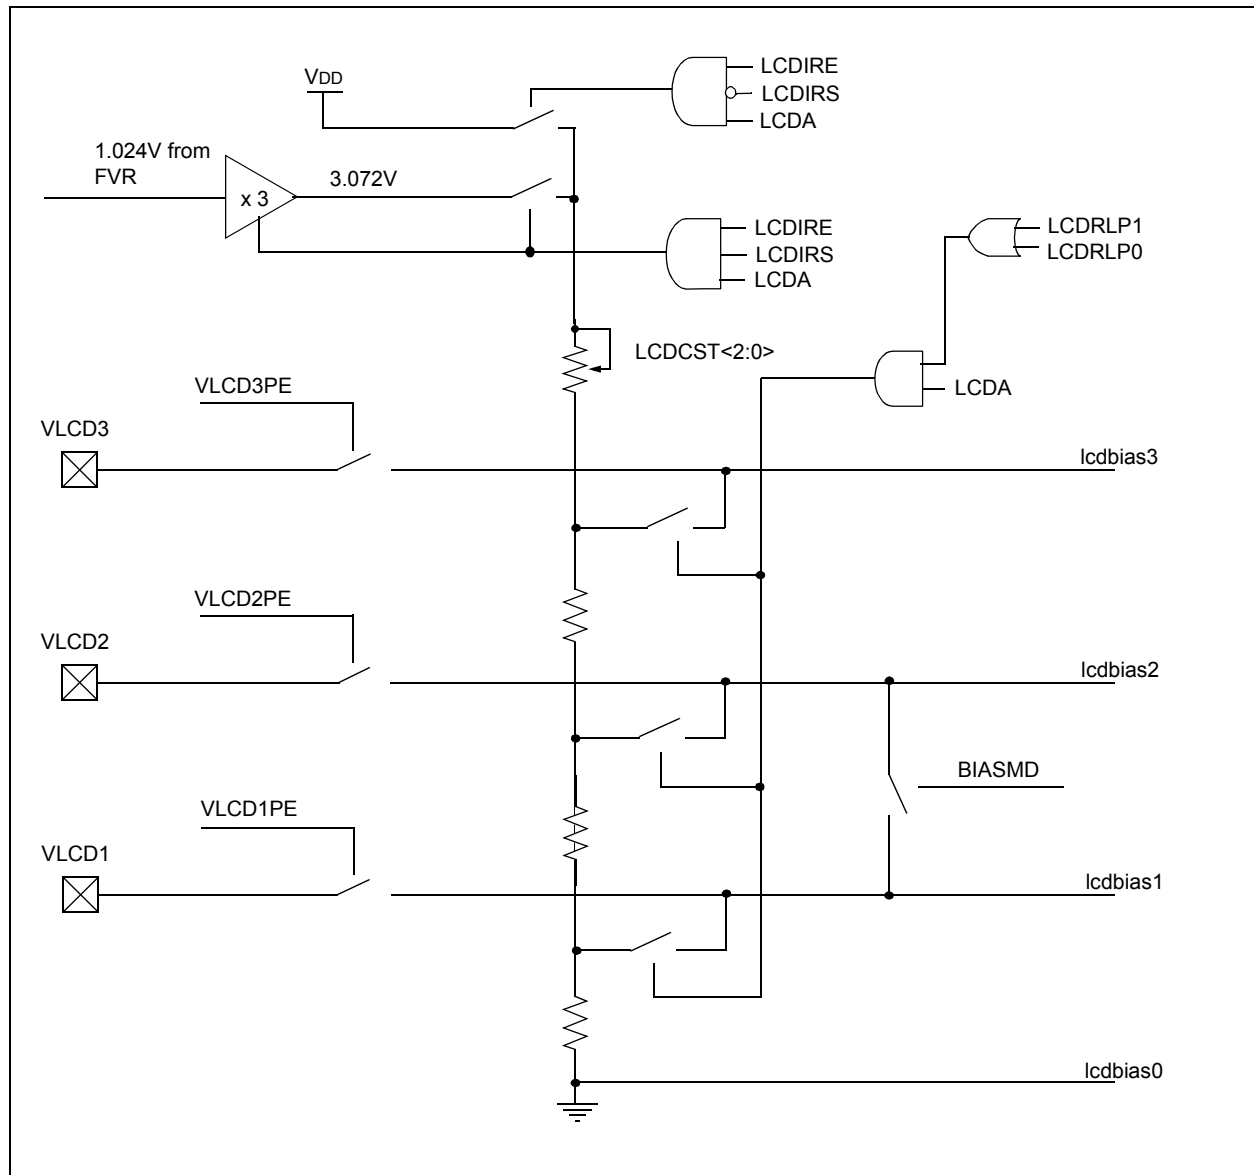 VDD
LCDIRE
LCDIRS
LCDA
1.024V from
FVR
x 3
3.072V
LCDIRE
LCDIRS
LCDA
LCDRLP1
LCDRLP0
LCDCST<2:0>
LCDA
VLCD3PE
VLCD3
lcdbias3
VLCD2PE
VLCD2
lcdbias2
BIASMD
VLCD1PE
VLCD1
lcdbias1
lcdbias0